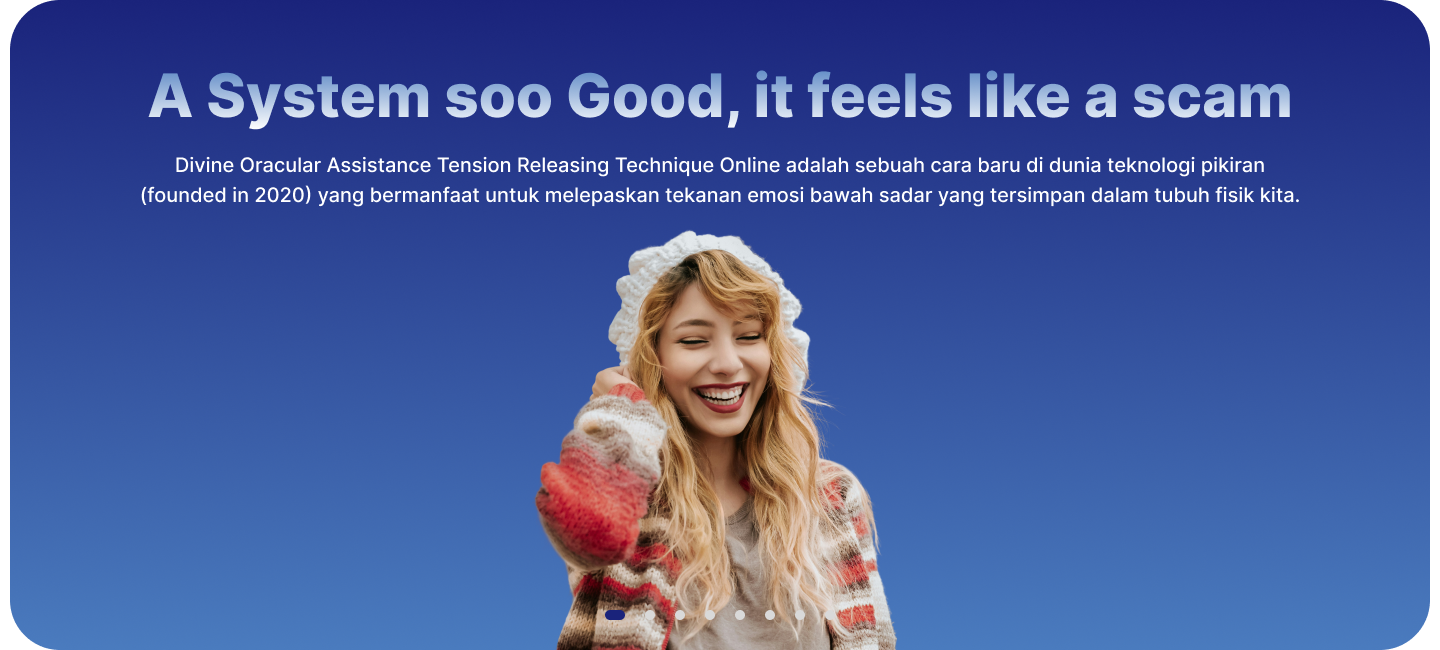 A System soo Good, it feels like a scam
Divine Oracular Assistance Tension Releasing Technique Online adalah sebuah cara baru di dunia teknologi pikiran
(founded in 2020) yang bermanfaat untuk melepaskan tekanan emosi bawah sadar yang tersimpan dalam tubuh fisik kita.